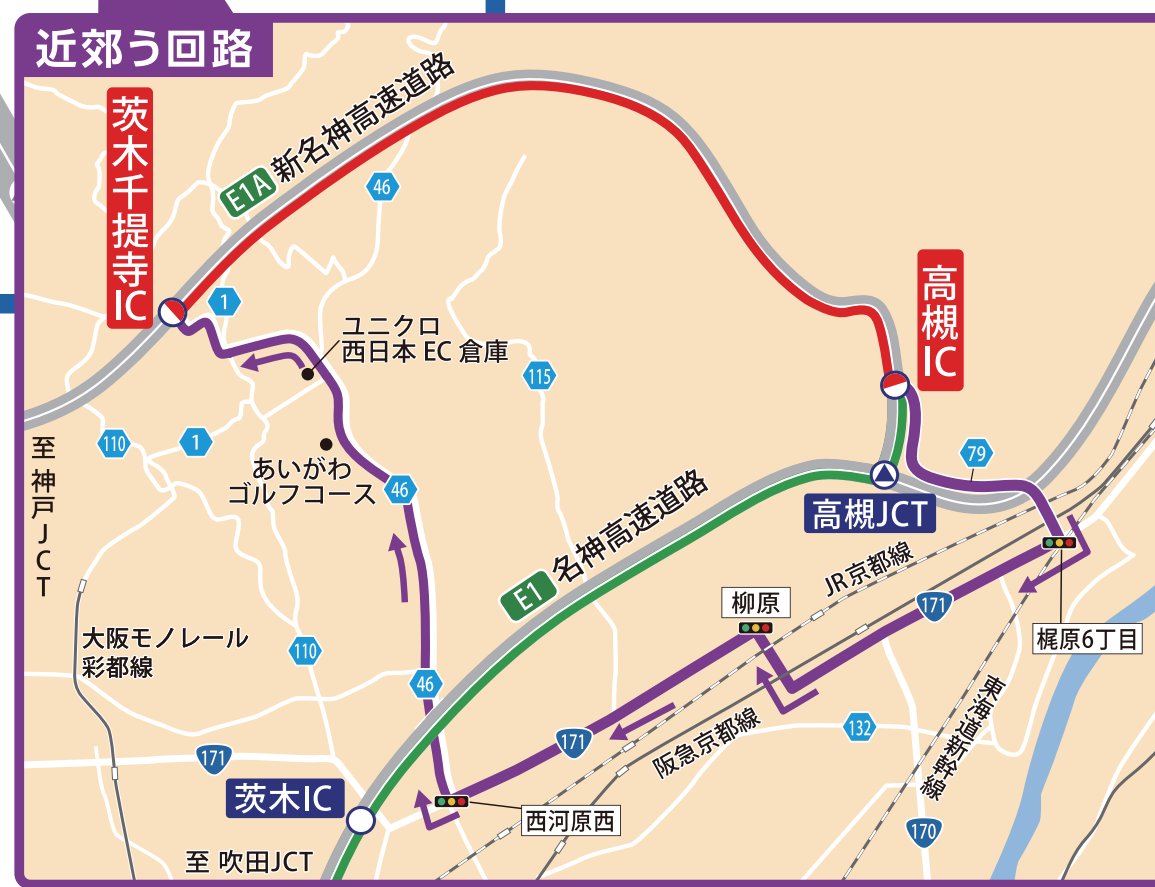 近郊う回路
茨木千提寺IC
E1A 新名神高速道路
46
1
ユニクロ
西日本 EC 倉庫
115
高槻IC
110
1
あいがわ
ゴルフコース
46
79
至 神戸JCT
高槻JCT
E1 名神高速道路
JR京都線
柳原
171
梶原6丁目
大阪モノレール
彩都線
110
46
東海道新幹線
171
171
阪急京都線
132
茨木IC
西河原西
170
至 吹田JCT